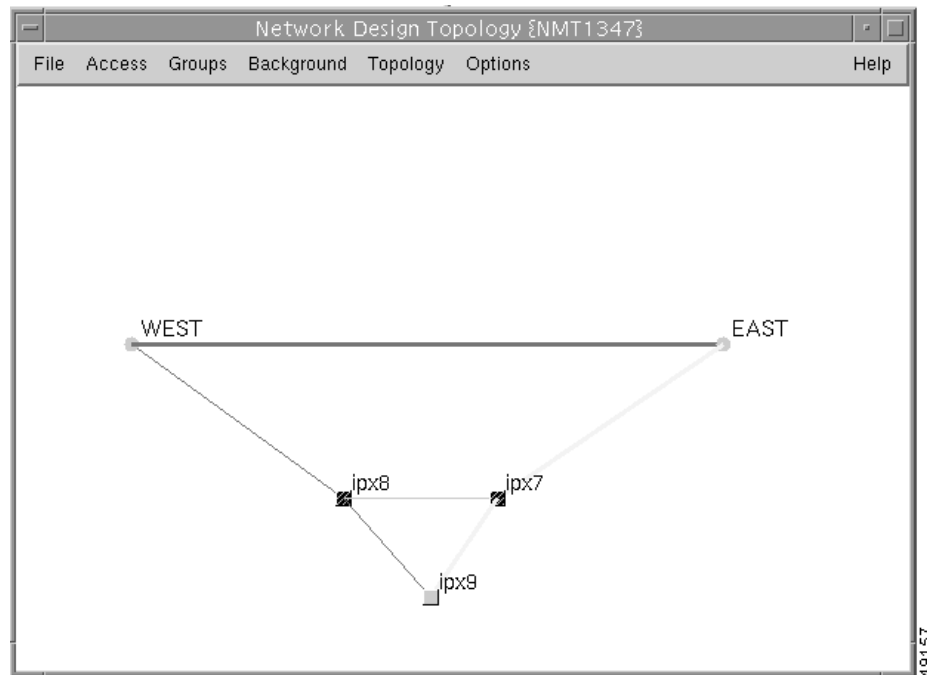 Network Design Topology {NMT1347}
File Access Groups Background Topology Options Help
WEST
EAST
ipx8
ipx7
ipx9
49157